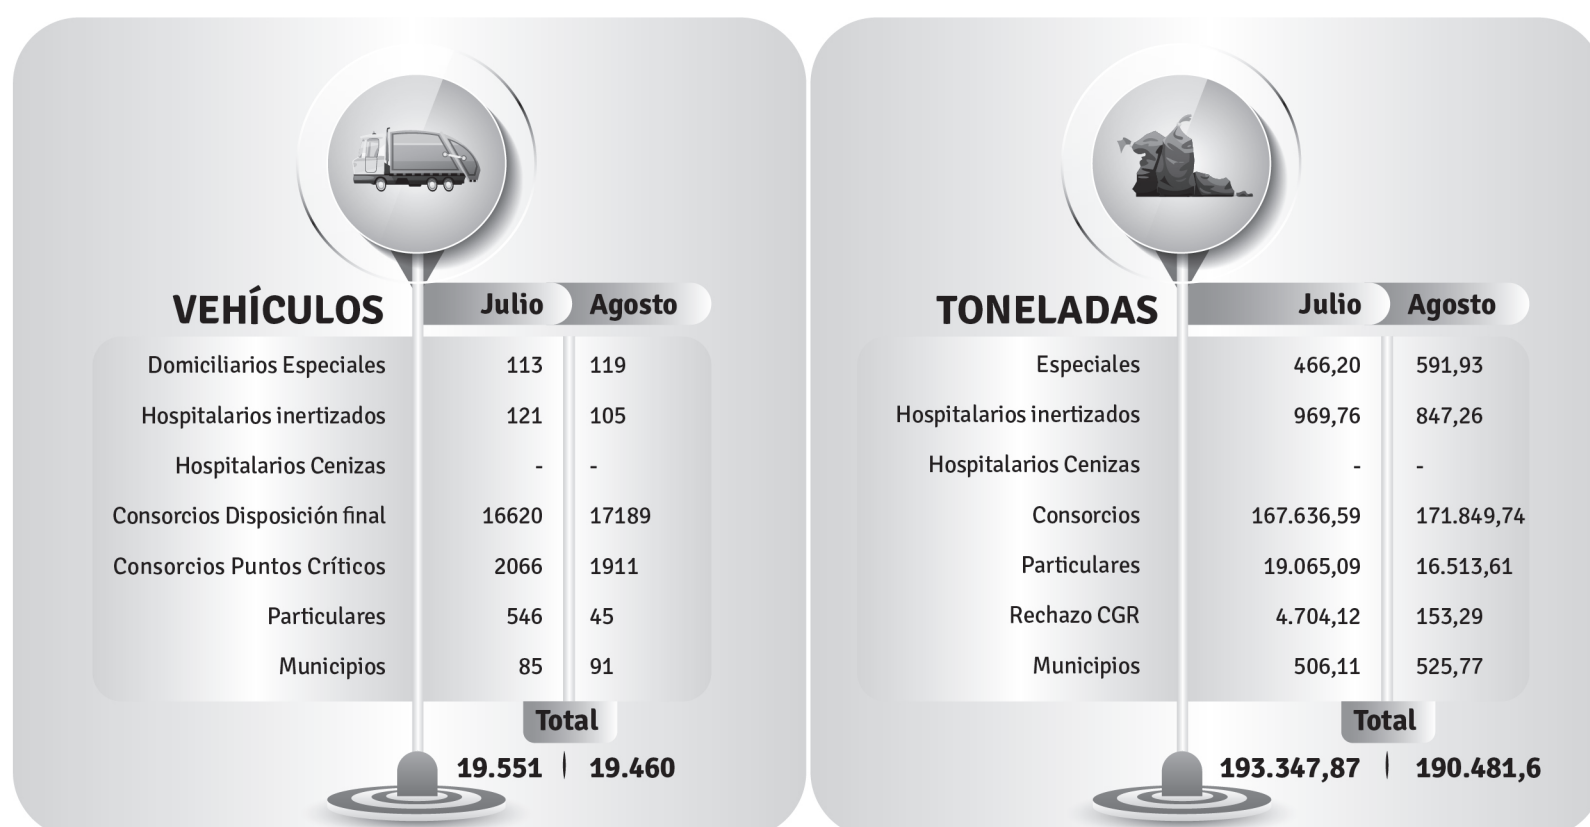 VEHÍCULOS Julio Agosto
Domiciliarios Especiales 113 119
Hospitalarios inertizados 121 105
Hospitalarios Cenizas - -
Consorcios Disposición final 16620 17189
Consorcios Puntos Críticos 2066 1911
Particulares 546 45
Municipios 85 91
Total
19.551 19.460
TONELADAS Julio Agosto
Especiales 466,20 591,93
Hospitalarios inertizados 969,76 847,26
Hospitalarios Cenizas - -
Consorcios 167.636,59 171.849,74
Particulares 19.065,09 16.513,61
Rechazo CGR 4.704,12 153,29
Municipios 506,11 525,77
Total
193.347,87 190.481,6